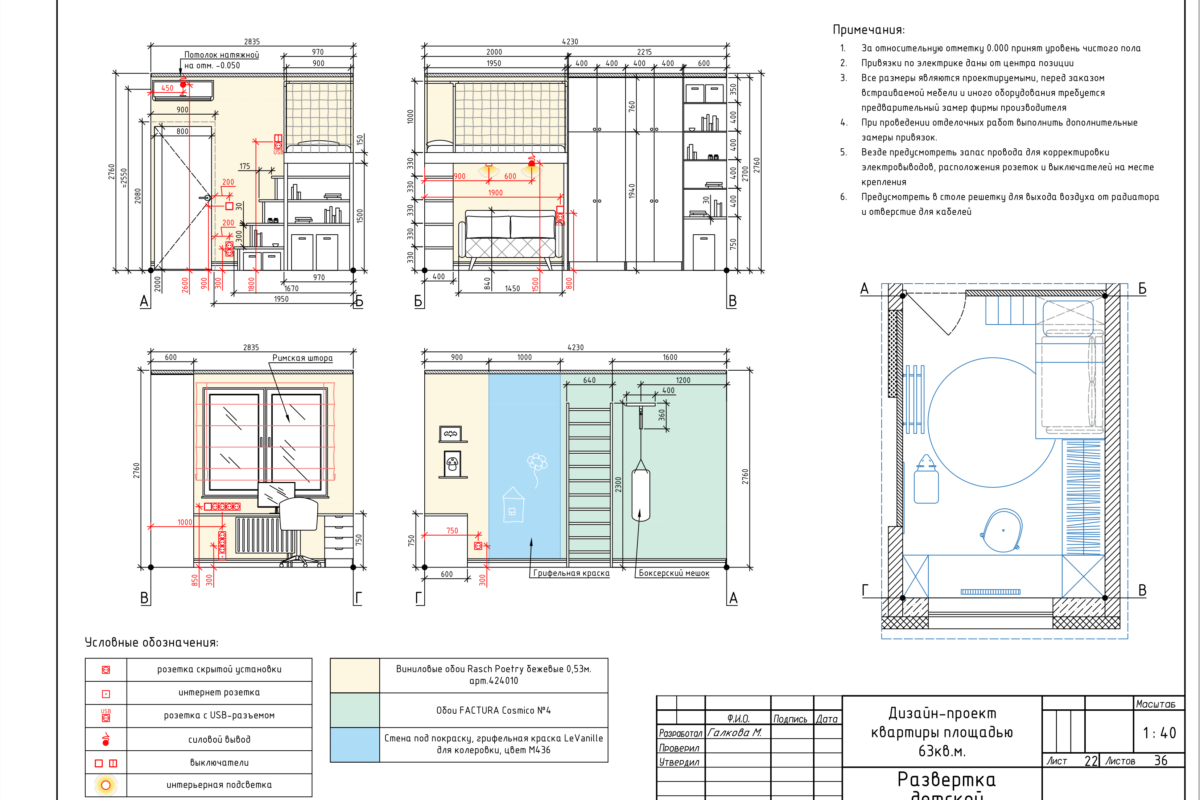 Примечания:
1. За относительную отметку 0.000 принят уровень чистого пола
2. Привязки по электрике даны от центра позиции
3. Все размеры являются проектируемыми, перед заказом
встраиваемой мебели и иного оборудования требуется
предварительный замер фирмы производителя
4. При проведении отделочных работ выполнить дополнительные
замеры привязок.
5. Везде предусмотреть запас провода для корректировки
электровыводов, расположения розеток и выключателей на месте
крепления
6. Предусмотреть в столе решетку для выхода воздуха от радиатора
и отверстие для кабелей
2835
Потолок натяжной
на отм. -0.050
970
900
450
900
800
2760
≈2550
2080
175
200
30
200
300
150
1500
2000
2600
900
300
1800
970
1670
1950
А
Б
4230
2000
2215
1950
400
400
400
400
600
1000
330
330
330
330
330
900
600
1900
760
1940
350
400
400
400
30
400
750
2700
2760
400
840
1450
1500
800
Б
В
2835
600
Римская штора
2760
1000
750
850
300
В
Г
4230
900
1000
1600
640
1200
400
360
2300
2760
750
750
600
300
Грифельная краска
Боксерский мешок
Г
А
А
Б
Г
В
Условные обозначения:
розетка скрытой установки
интернет розетка
USB
розетка с USB-разъемом
силовой вывод
выключатели
интерьерная подсветка
Виниловые обои Rasch Poetry бежевые 0,53м.
арт.424010
Обои FACTURA Cosmico №4
Стена под покраску, грифельная краска LeVanille
для колеровки, цвет M436
Ф.И.О. Подпись Дата
Разработал Галкова М.
Проверил
Утвердил
Дизайн-проект
квартиры площадью
63кв.м.
Масштаб
1:40
Лист 22 Листов 36
Развертка
детской